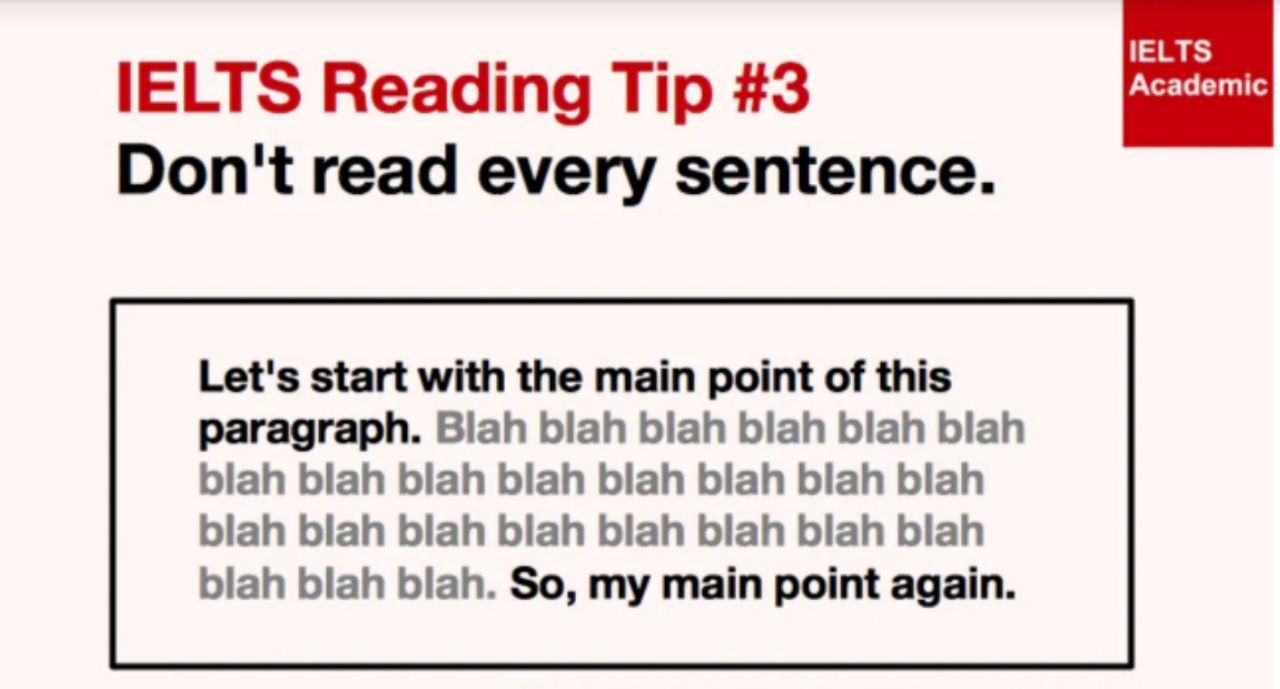 IELTS Reading Tip #3
Don't read every sentence.
IELTS
Academic
Let's start with the main point of this
paragraph. Blah blah blah blah blah blah
blah blah blah blah blah blah blah blah
blah blah blah blah blah blah blah blah
blah blah blah. So, my main point again.